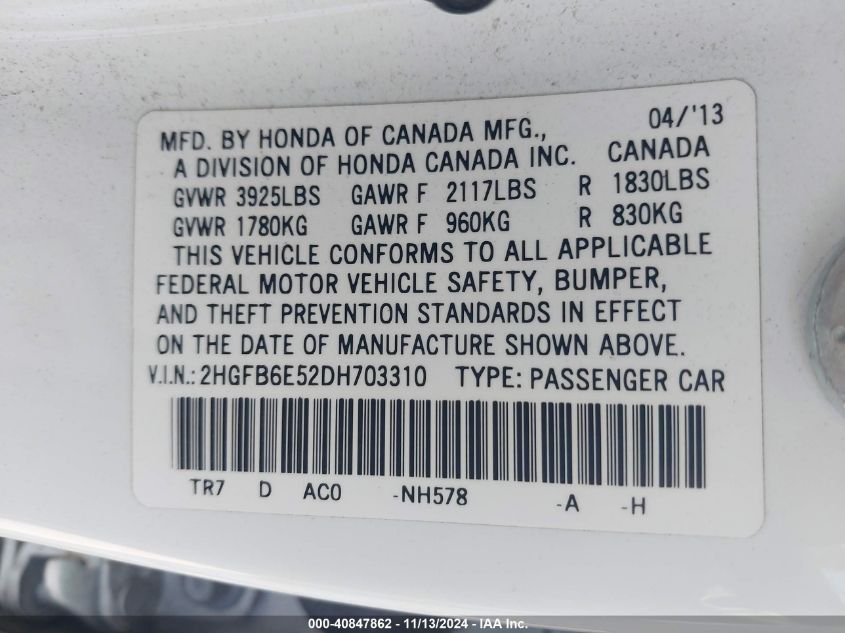 04/'13
MFD. BY HONDA OF CANADA MFG.,
A DIVISION OF HONDA CANADA INC. CANADA
GVWR 3925LBS GAWR F 2117LBS R 1830LBS
GVWR 1780KG GAWR F 960KG R 830KG
THIS VEHICLE CONFORMS TO ALL APPLICABLE
FEDERAL MOTOR VEHICLE SAFETY, BUMPER,
AND THEFT PREVENTION STANDARDS IN EFFECT
ON THE DATE OF MANUFACTURE SHOWN ABOVE.
V.I.N.: 2HGFB6E52DH703310 TYPE: PASSENGER CAR
TR7 D AC0 -NH578 -A -H
000-40847862 - 11/13/2024 - IAA Inc.